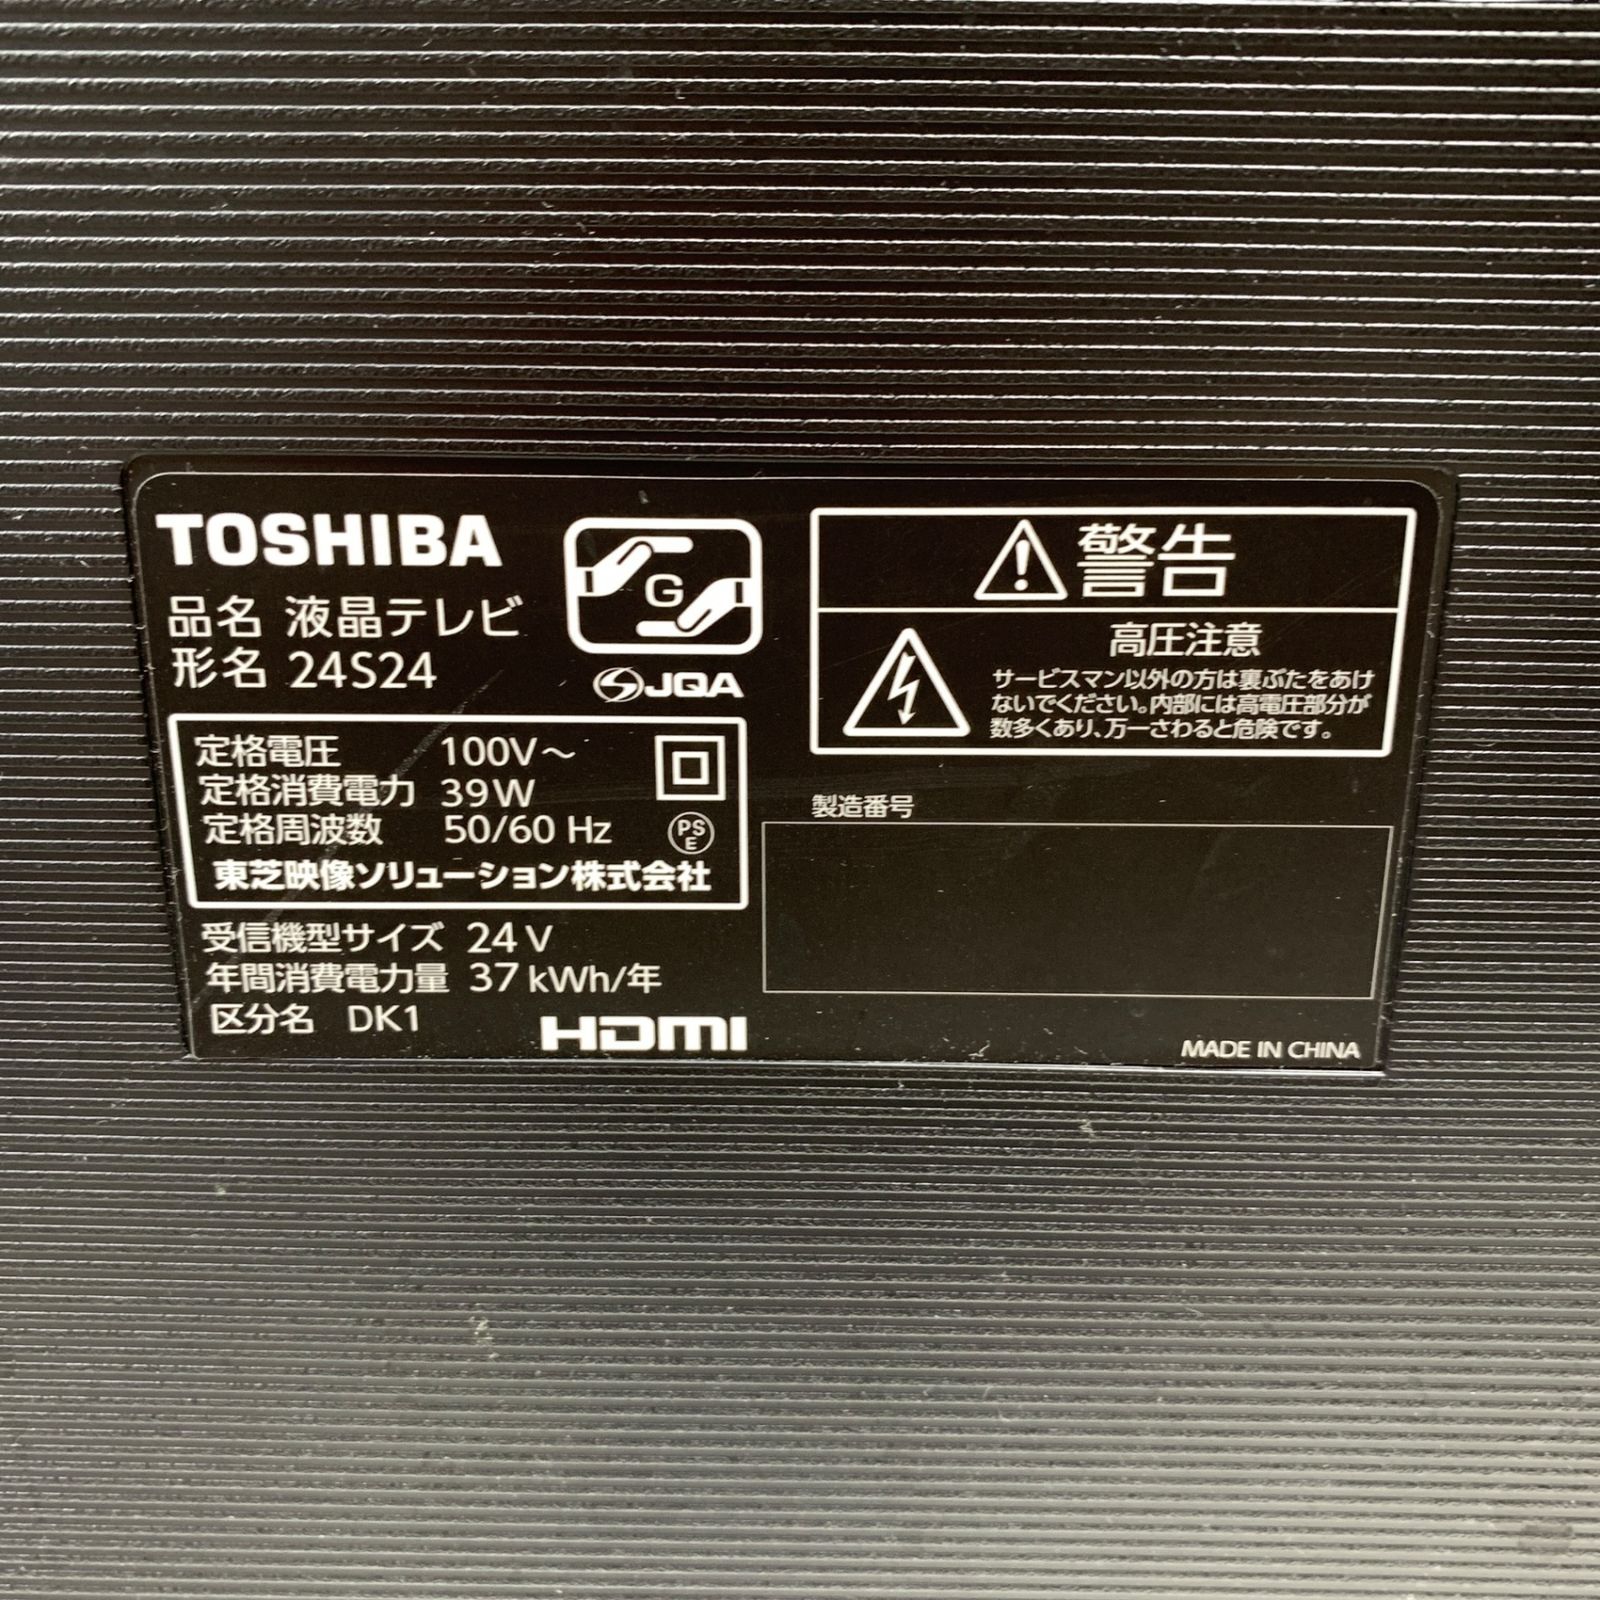 TOSHIBA
品名 液晶テレビ
形名 24S24
G
JQA
定格電圧 100V～
定格消費電力 39W
定格周波数 50/60 Hz
PS
E
東芝映像ソリューション株式会社
受信機型サイズ 24V
年間消費電力量 37 kWh/年
区分名 DK1
HDMI
警告
高圧注意
サービスマン以外の方は裏ぶたをあけ
ないでください。内部には高電圧部分が
数多くあり、万一さわると危険です。
製造番号
MADE IN CHINA